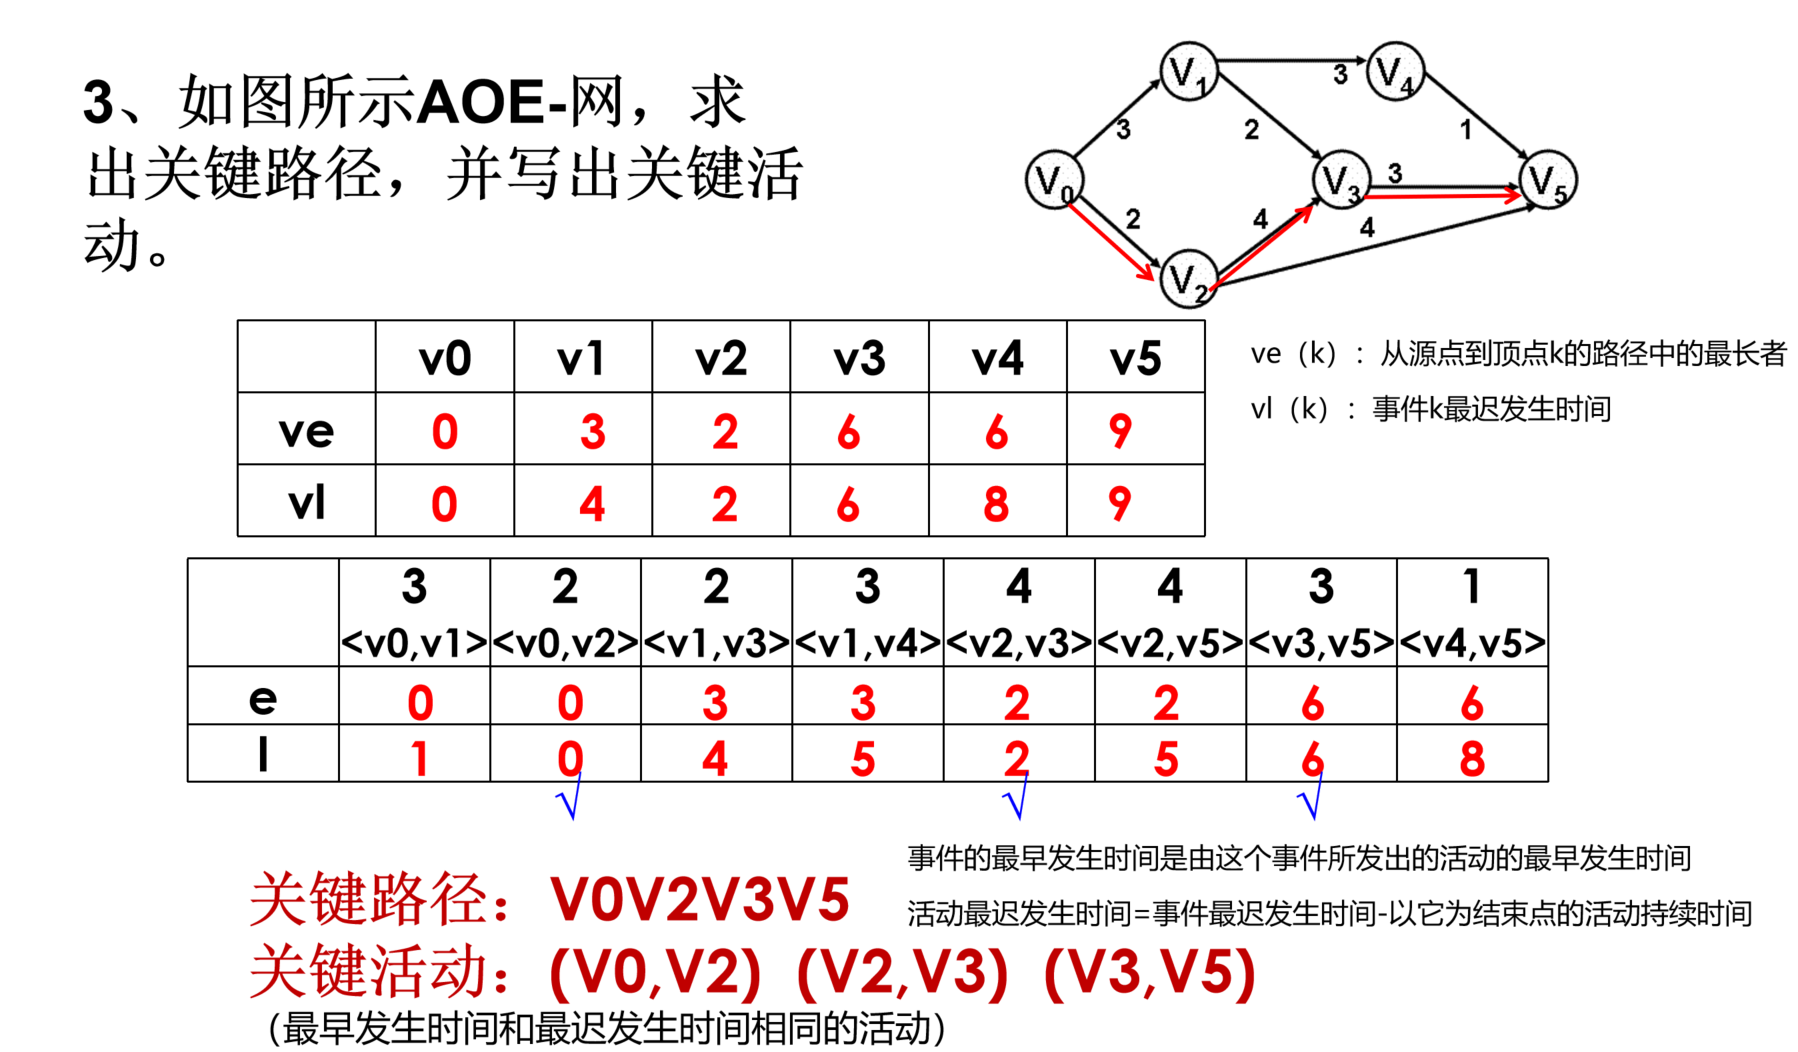 3、如图所示AOE-网，求
出关键路径，并写出关键活
动。
V1 3 V4
3 2 1
V0 V3 3 V5
2 4 4
V2
v0 v1 v2 v3 v4 v5
ve 0 3 2 6 6 9
vl 0 4 2 6 8 9
ve（k）：从源点到顶点k的路径中的最长者
vl（k）：事件k最迟发生时间
3 2 2 3 4 4 3 1
<v0,v1> <v0,v2> <v1,v3> <v1,v4> <v2,v3> <v2,v5> <v3,v5> <v4,v5>
e 0 0 3 3 2 2 6 6
l 1 0 4 5 2 5 6 8
√ √ √
事件的最早发生时间是由这个事件所发出的活动的最早发生时间
关键路径：V0V2V3V5
活动最迟发生时间=事件最迟发生时间-以它为结束点的活动持续时间
关键活动：(V0,V2) (V2,V3) (V3,V5)
（最早发生时间和最迟发生时间相同的活动）